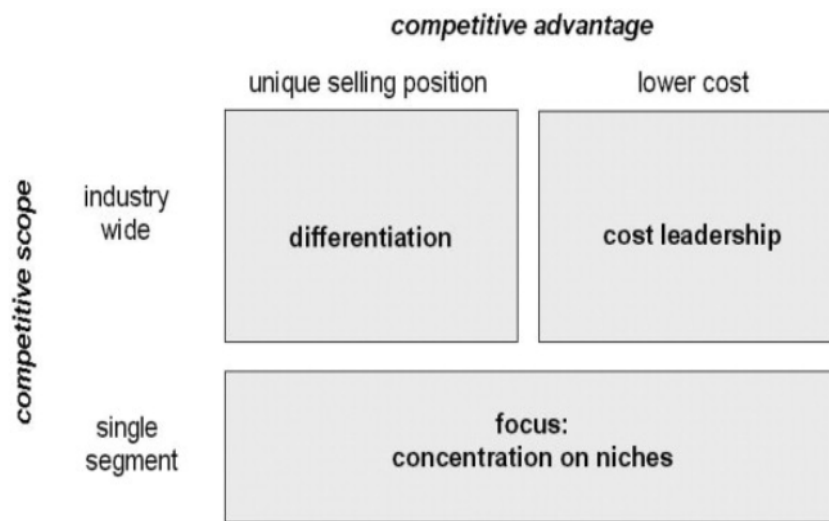 competitive advantage
unique selling position
lower cost
competitive scope
industry
wide
differentiation
cost leadership
single
segment
focus:
concentration on niches